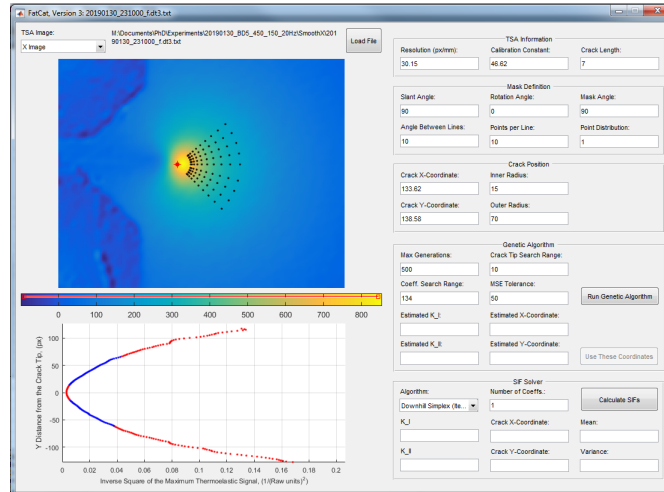 FatCat, Version 3: 20190130_231000_f.dt3.txt
TSA Image:
X Image
M:\Documents\PhD\Experiments\20190130_BD5_450_150_20Hz\SmoothX\20
190130_231000_f.dt3.txt
Load File
0 100 200 300 400 500 600 700 800
Y Distance from the Crack Tip, (px)
100
50
0
-50
-100
0 0.02 0.04 0.06 0.08 0.1 0.12 0.14 0.16 0.18 0.2
Inverse Square of the Maximum Thermoelastic Signal, (1/(Raw units)²)
TSA Information
Resolution (px/mm): Calibration Constant: Crack Length:
30.15 46.62 7
Mask Definition
Slant Angle: Rotation Angle: Mask Angle:
90 0 90
Angle Between Lines: Points per Line: Point Distribution:
10 10 1
Crack Position
Crack X-Coordinate: Inner Radius:
133.62 15
Crack Y-Coordinate: Outer Radius:
138.58 70
Genetic Algorithm
Max Generations: Crack Tip Search Range:
500 10
Coeff. Search Range: MSE Tolerance:
134 50
Run Genetic Algorithm
Estimated K_I: Estimated X-Coordinate:
Estimated K_II: Estimated Y-Coordinate:
Use These Coordinates
SIF Solver
Algorithm: Number of Coeffs.:
Downhill Simplex (Ite... 1
Calculate SIFs
K_I Crack X-Coordinate: Mean:
K_II Crack Y-Coordinate: Variance: